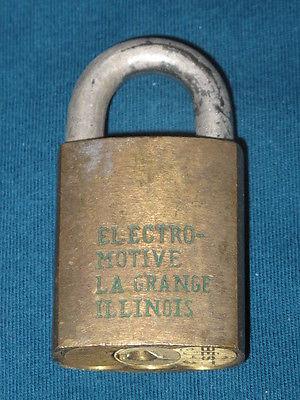 ELECTRO-
MOTIVE
LA GRANGE
ILLINOIS